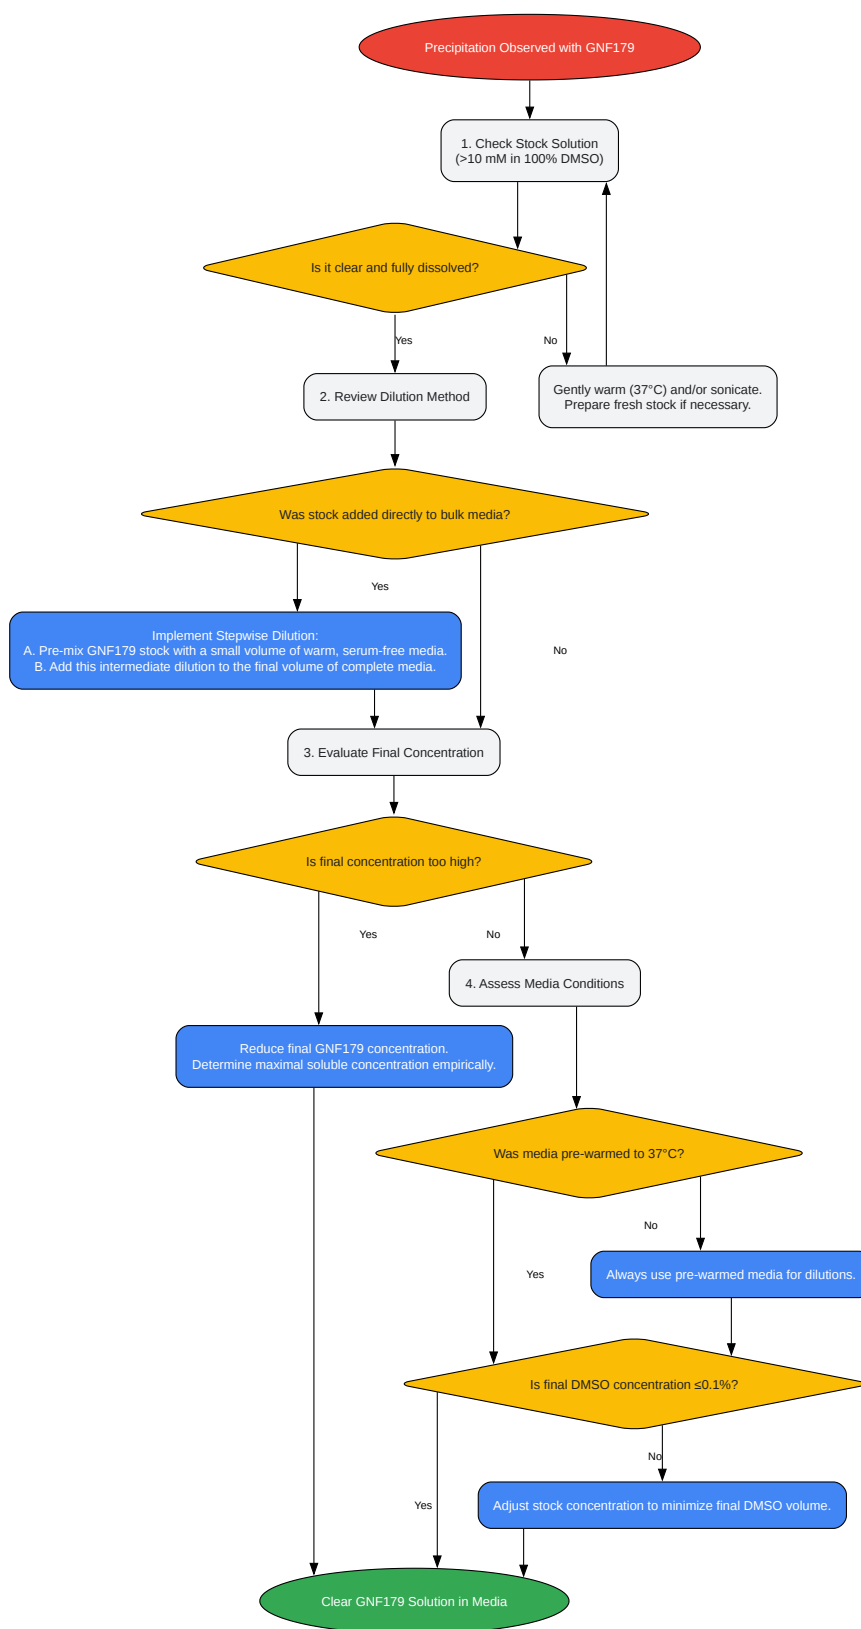 Precipitation Observed with GNF179
1. Check Stock Solution
(>10 mM in 100% DMSO)
Is it clear and fully dissolved?
Yes
No
Gently warm (37°C) and/or sonicate.
Prepare fresh stock if necessary.
2. Review Dilution Method
Was stock added directly to bulk media?
Yes
Implement Stepwise Dilution:
A. Pre-mix GNF179 stock with a small volume of warm, serum-free media.
B. Add this intermediate dilution to the final volume of complete media.
No
3. Evaluate Final Concentration
Is final concentration too high?
Yes
No
4. Assess Media Conditions
Reduce final GNF179 concentration.
Determine maximal soluble concentration empirically.
Was media pre-warmed to 37°C?
No
Yes
Always use pre-warmed media for dilutions.
Is final DMSO concentration ≤0.1%?
No
Yes
Adjust stock concentration to minimize final DMSO volume.
Clear GNF179 Solution in Media